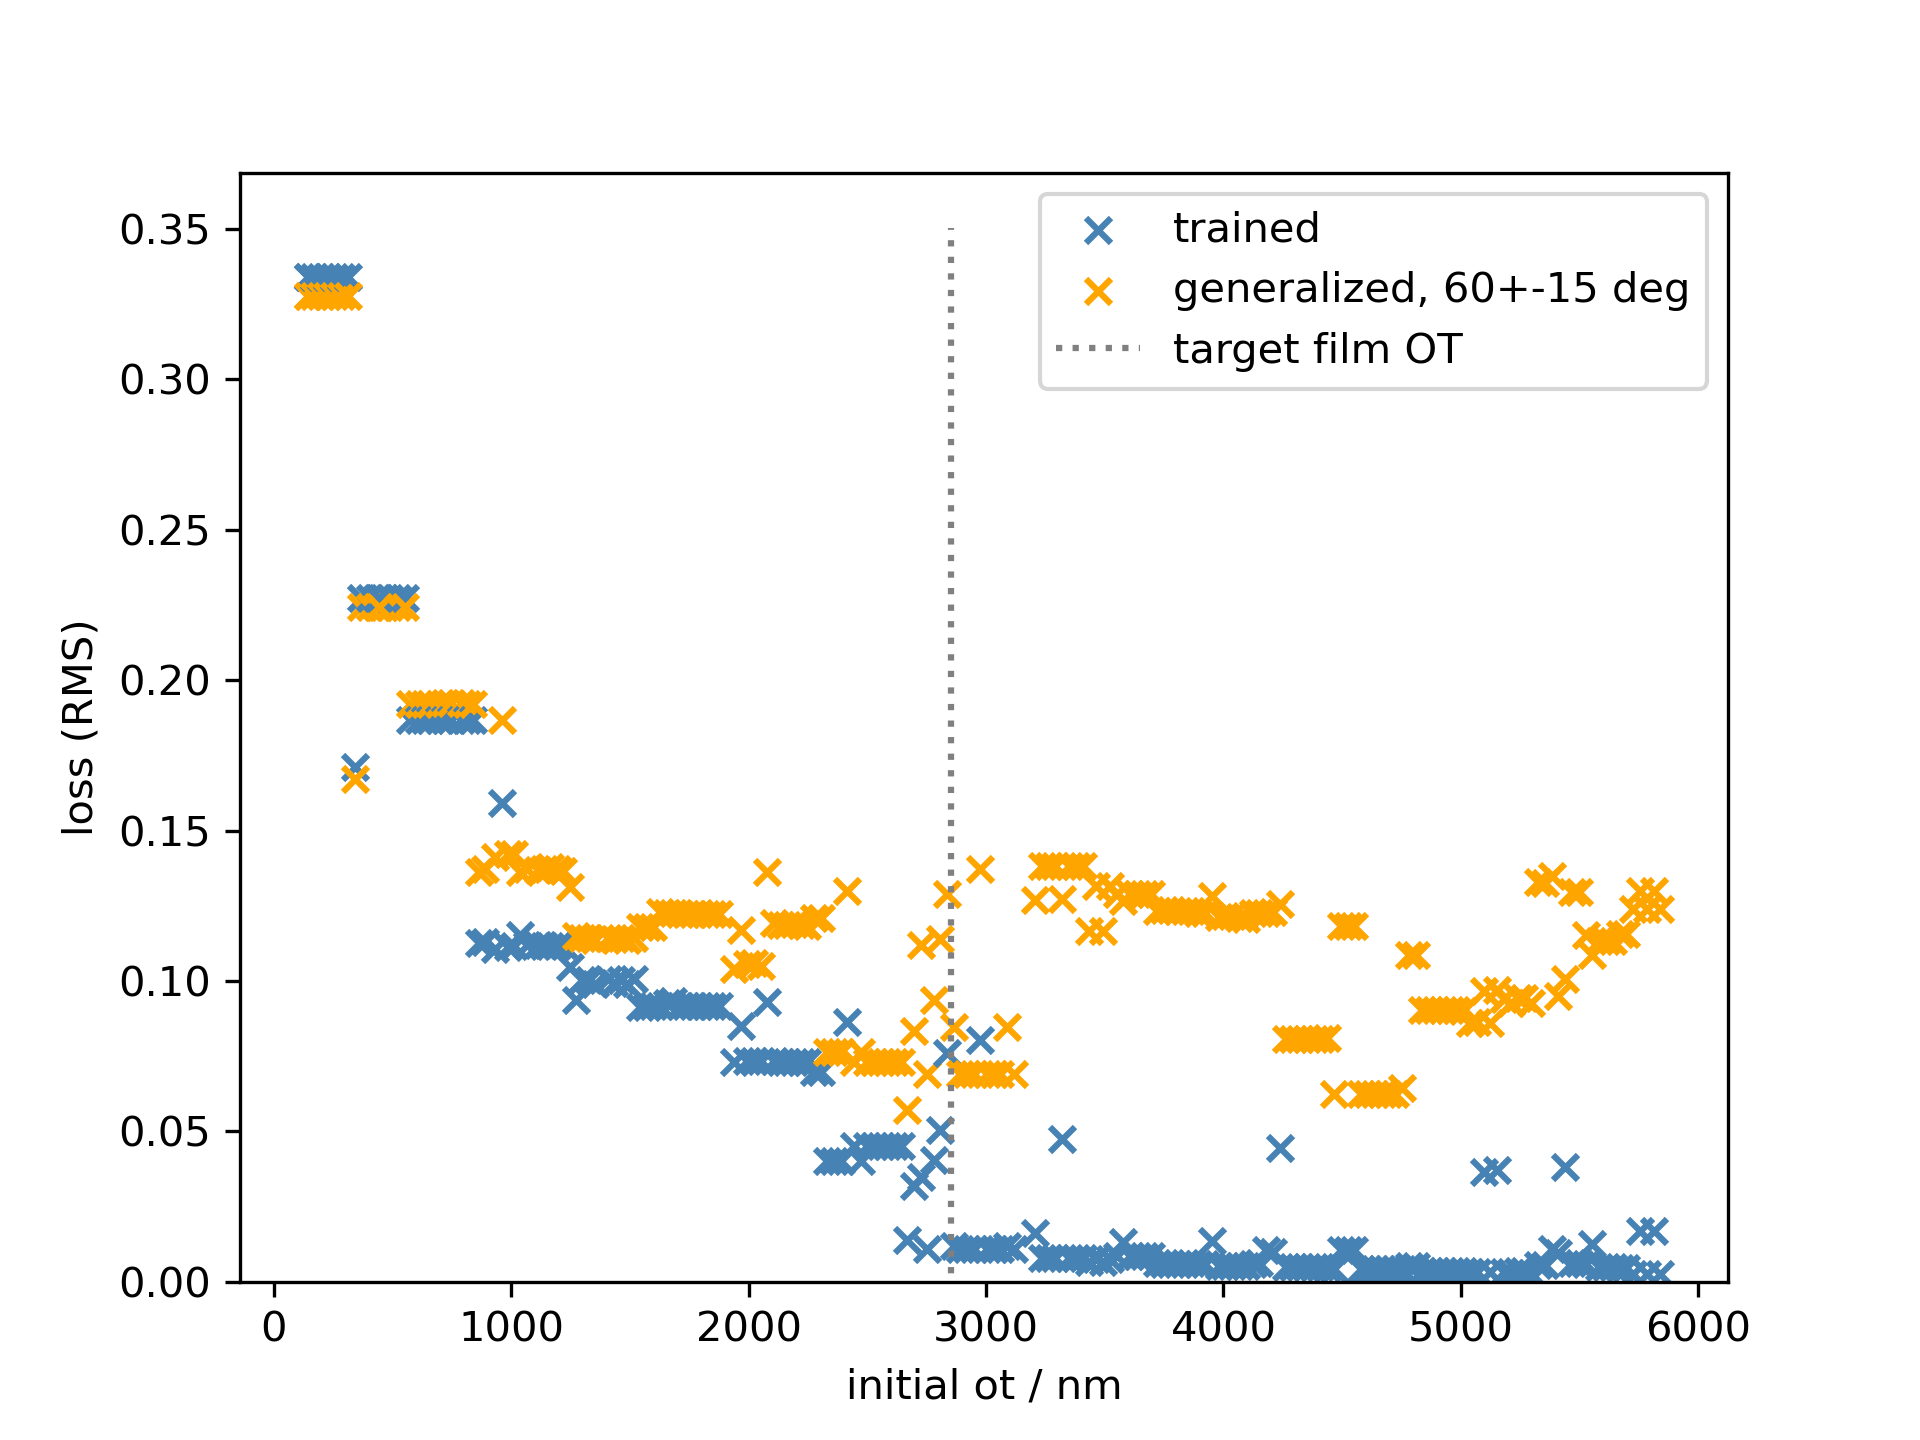 trained
generalized, 60+-15 deg
target film OT
0.35
0.30
0.25
0.20
0.15
0.10
0.05
0.00
loss (RMS)
0 1000 2000 3000 4000 5000 6000
initial ot / nm